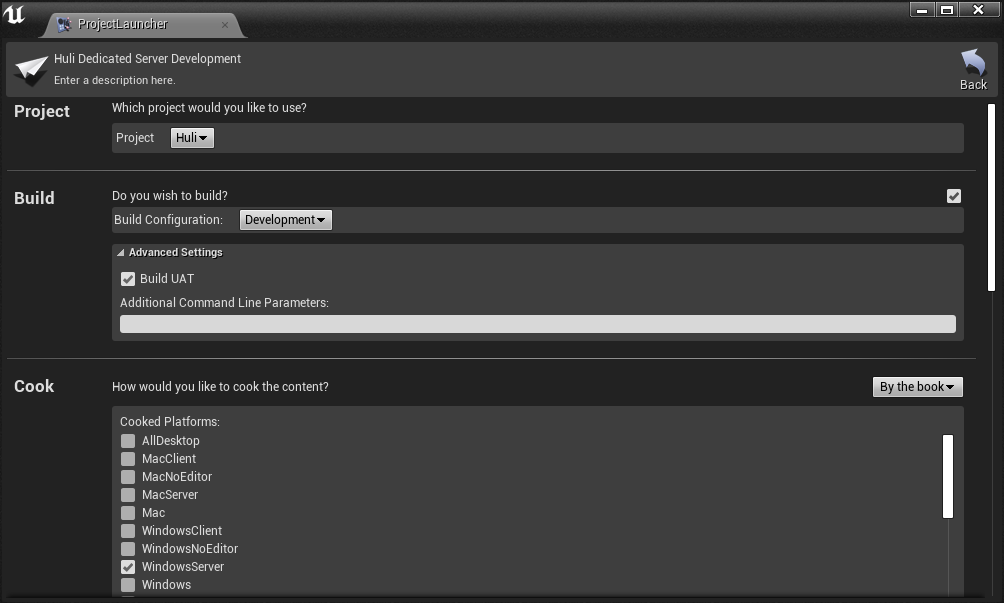 ProjectLauncher
Huli Dedicated Server Development
Enter a description here.
Back
Project
Which project would you like to use?
Project Huli
Build
Do you wish to build?
Build Configuration: Development
Advanced Settings
Build UAT
Additional Command Line Parameters:
Cook
How would you like to cook the content?
By the book
Cooked Platforms:
AllDesktop
MacClient
MacNoEditor
MacServer
Mac
WindowsClient
WindowsNoEditor
WindowsServer
Windows